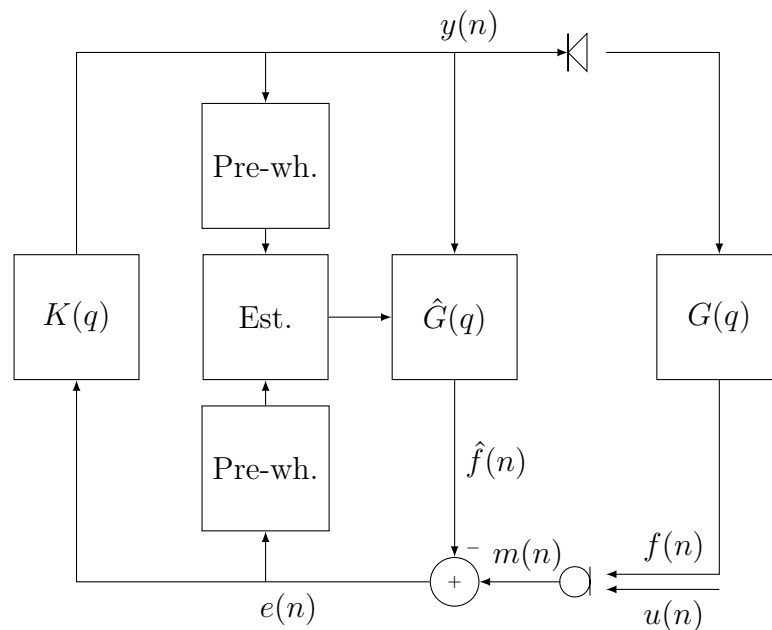 y(n)
Pre-wh.
K(q)
Est.
Ĝ(q)
G(q)
Pre-wh.
f̂(n)
−
m(n)
f(n)
+
e(n)
u(n)